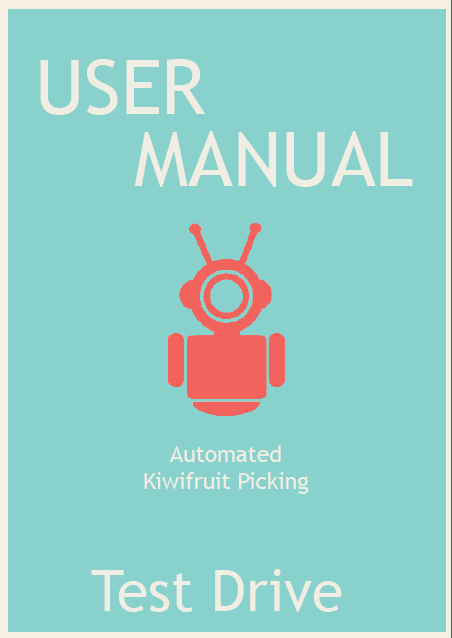 USER
MANUAL
Automated
Kiwifruit Picking
Test Drive